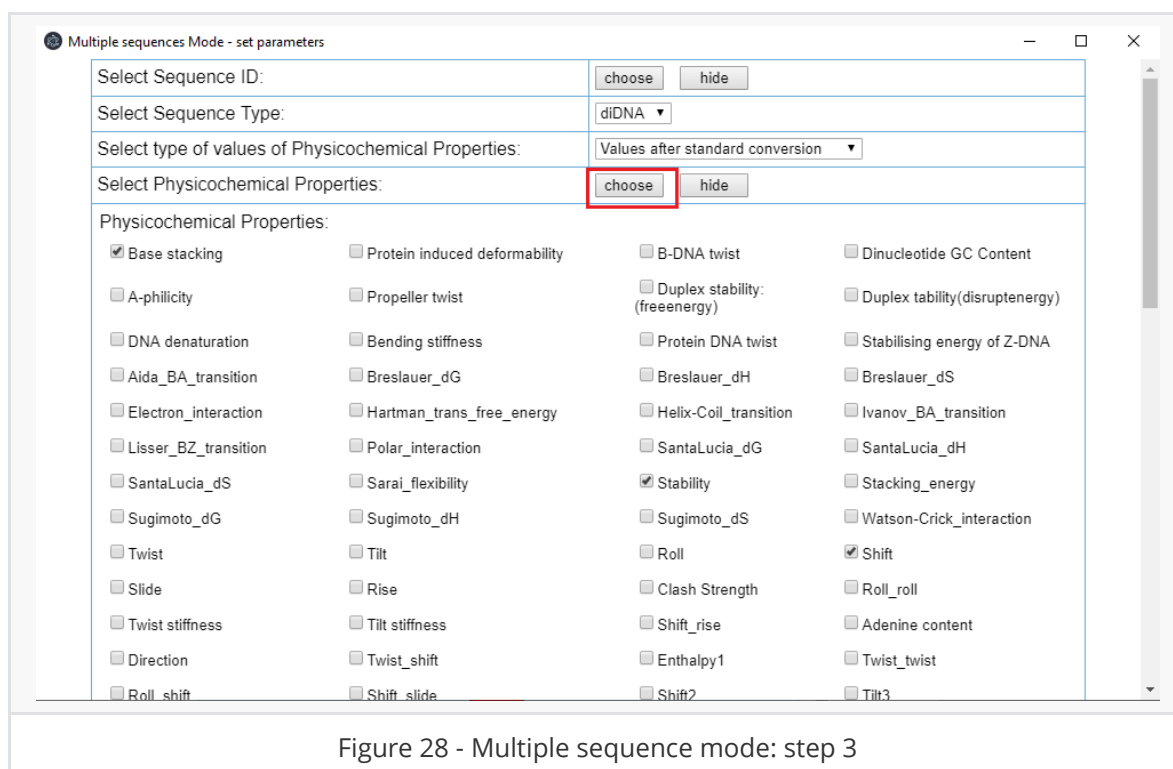 Multiple sequences Mode - set parameters
Select Sequence ID: choose hide
Select Sequence Type: diDNA
Select type of values of Physicochemical Properties: Values after standard conversion
Select Physicochemical Properties: choose hide
Physicochemical Properties:
Base stacking Protein induced deformability B-DNA twist Dinucleotide GC Content
A-philicity Propeller twist Duplex stability:(freeenergy) Duplex tability(disruptenergy)
DNA denaturation Bending stiffness Protein DNA twist Stabilising energy of Z-DNA
Aida_BA_transition Breslauer_dG Breslauer_dH Breslauer_dS
Electron_interaction Hartman_trans_free_energy Helix-Coil_transition Ivanov_BA_transition
Lisser_BZ_transition Polar_interaction SantaLucia_dG SantaLucia_dH
SantaLucia_dS Sarai_flexibility Stability Stacking_energy
Sugimoto_dG Sugimoto_dH Sugimoto_dS Watson-Crick_interaction
Twist Tilt Roll Shift
Slide Rise Clash Strength Roll_roll
Twist stiffness Tilt stiffness Shift_rise Adenine content
Direction Twist_shift Enthalpy1 Twist_twist
Roll_shift Shift_slide Shift2 Tilt3
Figure 28 - Multiple sequence mode: step 3